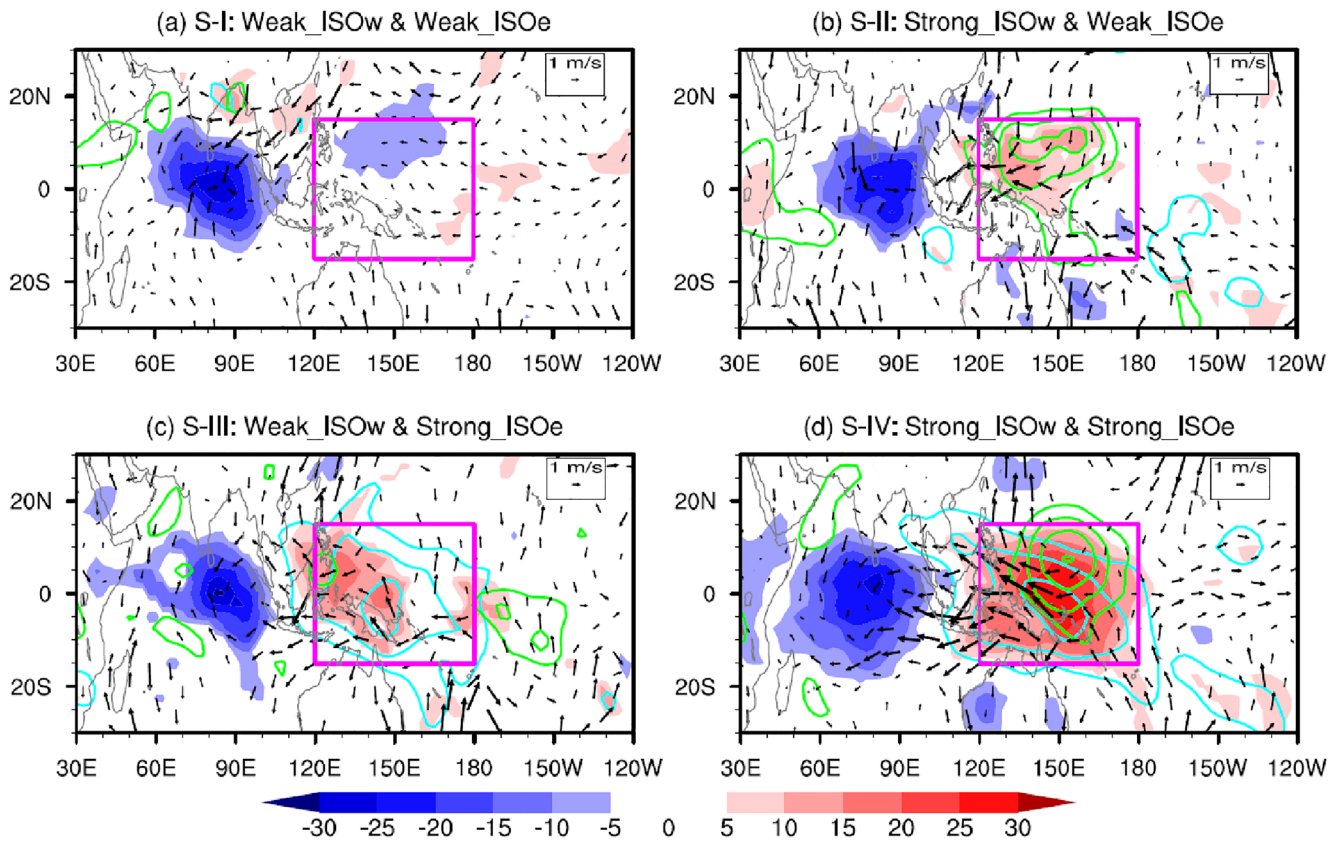 (a) S-I: Weak_ISOw & Weak_ISOe
(b) S-II: Strong_ISOw & Weak_ISOe
1 m/s
1 m/s
20N
0
20S
30E 60E 90E 120E 150E 180 150W 120W
20N
0
20S
30E 60E 90E 120E 150E 180 150W 120W
(c) S-III: Weak_ISOw & Strong_ISOe
(d) S-IV: Strong_ISOw & Strong_ISOe
1 m/s
1 m/s
20N
0
20S
30E 60E 90E 120E 150E 180 150W 120W
20N
0
20S
30E 60E 90E 120E 150E 180 150W 120W
-30 -25 -20 -15 -10 -5 0 5 10 15 20 25 30